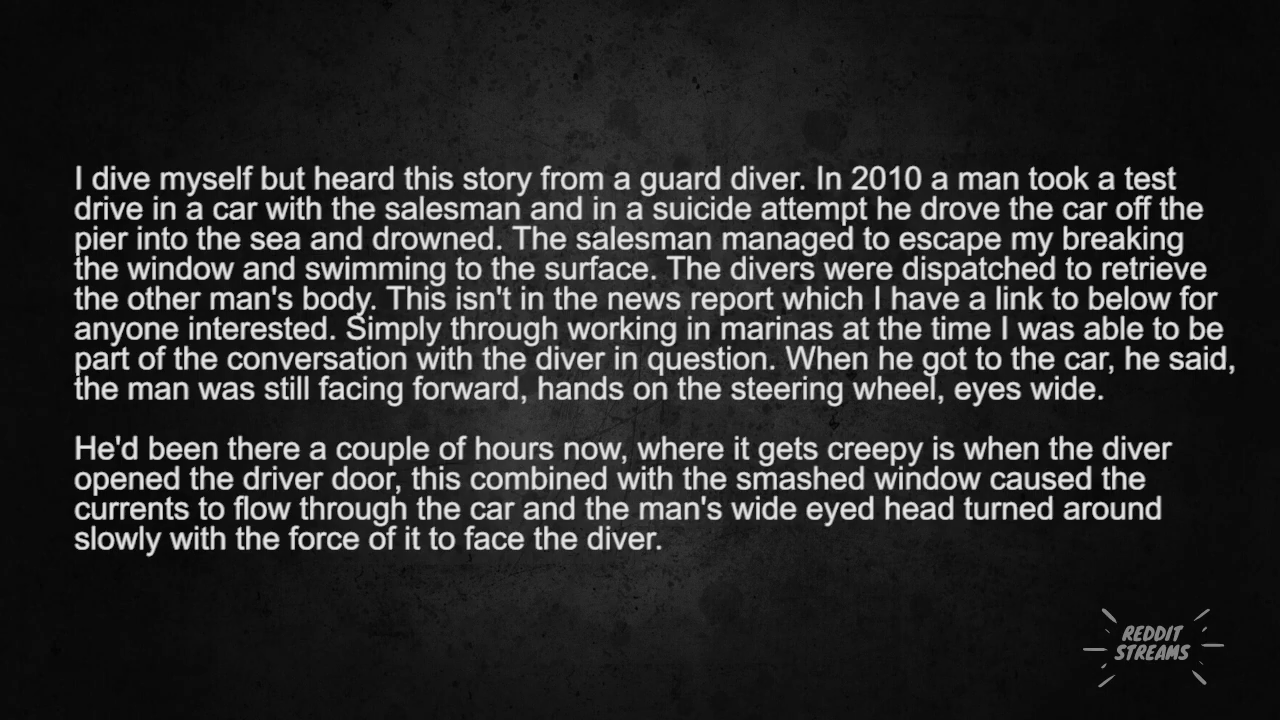 I dive myself but heard this story from a guard diver. In 2010 a man took a test
drive in a car with the salesman and in a suicide attempt he drove the car off the
pier into the sea and drowned. The salesman managed to escape my breaking
the window and swimming to the surface. The divers were dispatched to retrieve
the other man's body. This isn't in the news report which I have a link to below for
anyone interested. Simply through working in marinas at the time I was able to be
part of the conversation with the diver in question. When he got to the car, he said,
the man was still facing forward, hands on the steering wheel, eyes wide.
He'd been there a couple of hours now, where it gets creepy is when the diver
opened the driver door, this combined with the smashed window caused the
currents to flow through the car and the man's wide eyed head turned around
slowly with the force of it to face the diver.
REDDIT
STREAMS